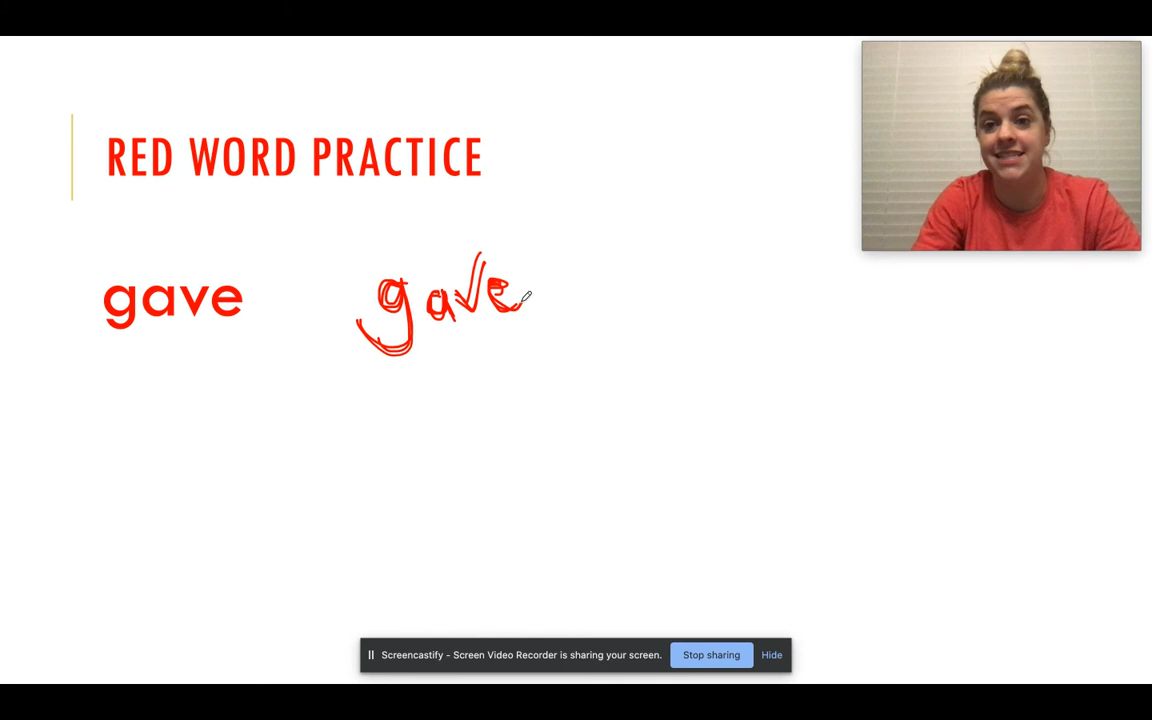 RED WORD PRACTICE
gave gave
Screencastify - Screen Video Recorder is sharing your screen. Stop sharing Hide